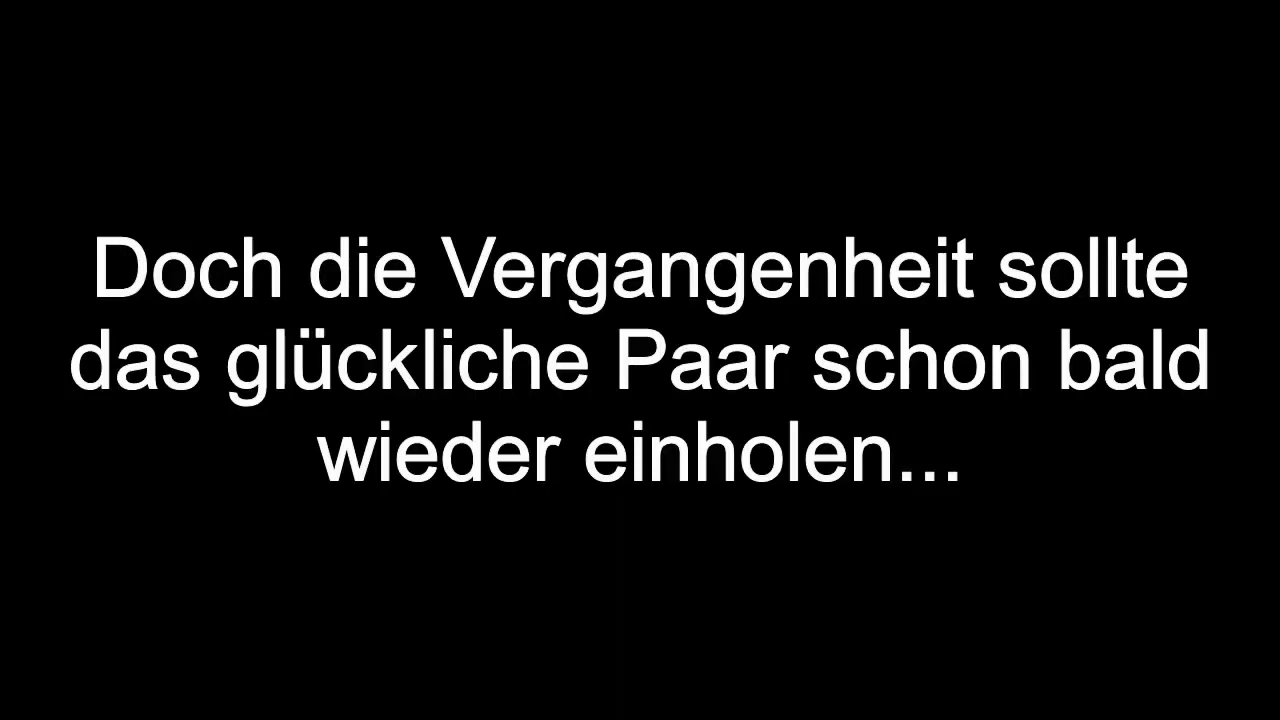 Doch die Vergangenheit sollte
das glückliche Paar schon bald
wieder einholen...